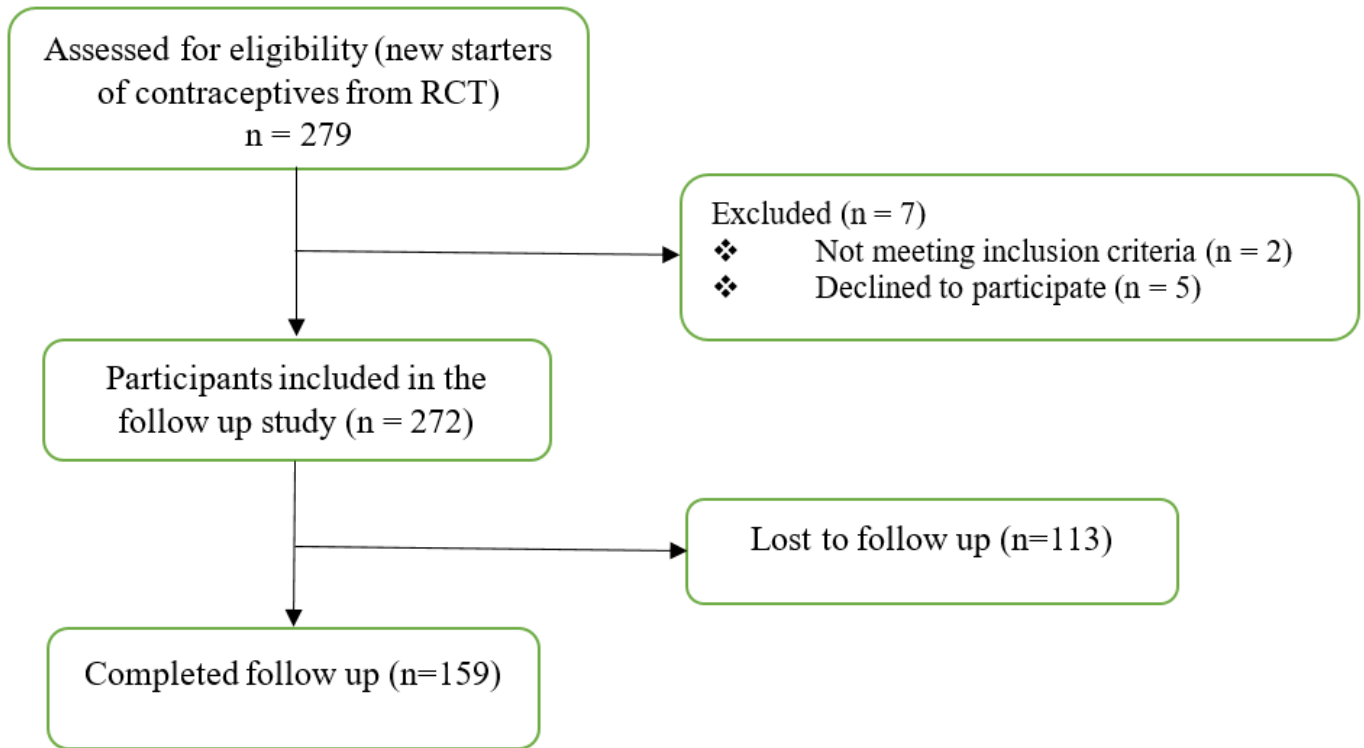 Assessed for eligibility (new starters
of contraceptives from RCT)
n = 279
Excluded (n = 7)
❖ Not meeting inclusion criteria (n = 2)
❖ Declined to participate (n = 5)
Participants included in the
follow up study (n = 272)
Lost to follow up (n=113)
Completed follow up (n=159)